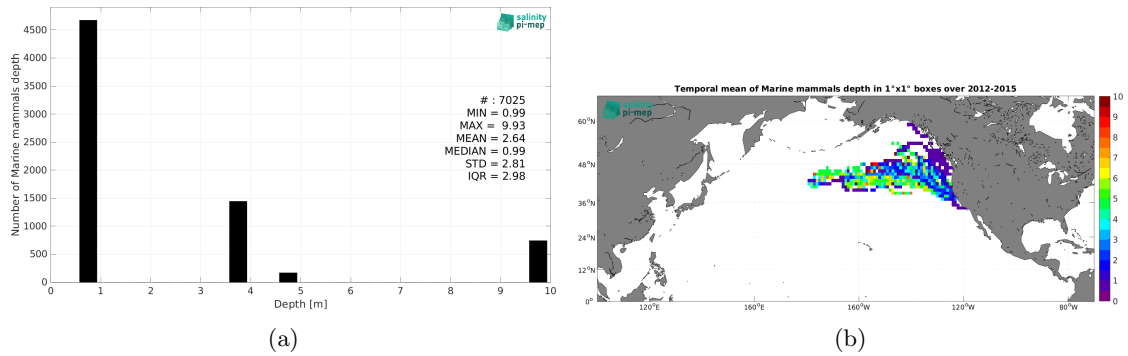 salinity
pi-mep
4500
4000
3500
3000
2500
2000
1500
1000
500
0
Number of Marine mammals depth
# : 7025
MIN = 0.99
MAX = 9.93
MEAN = 2.64
MEDIAN = 0.99
STD = 2.81
IQR = 2.98
0 1 2 3 4 5 6 7 8 9 10
Depth [m]
(a)
Temporal mean of Marine mammals depth in 1°x1° boxes over 2012-2015
salinity
pi-mep
60°N
48°N
36°N
24°N
12°N
0°
120°E 160°E 160°W 120°W 80°W
10
9
8
7
6
5
4
3
2
1
0
(b)